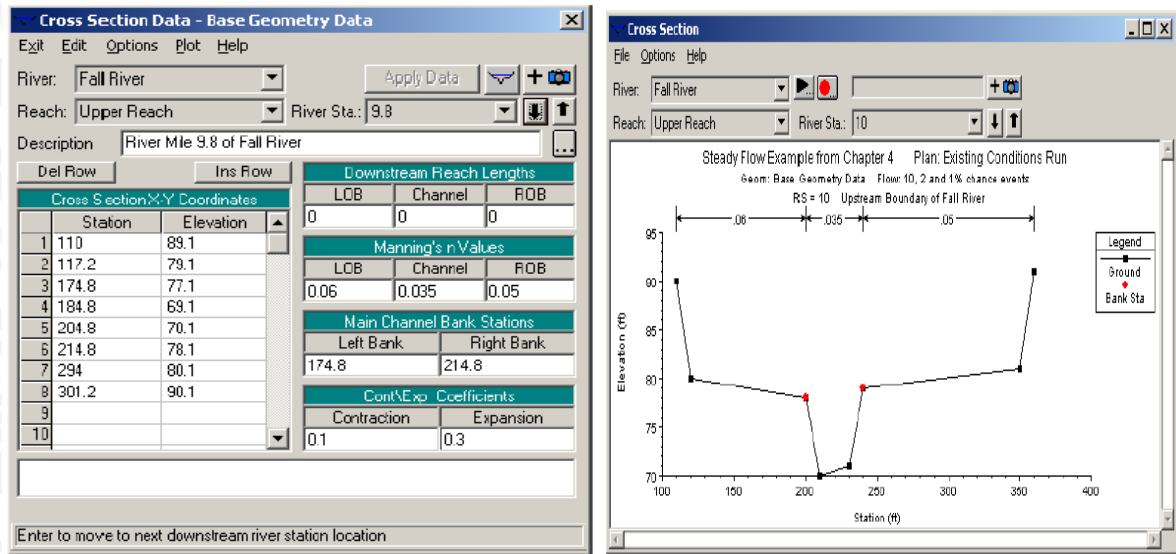 Cross Section Data - Base Geometry Data
Exit Edit Options Plot Help
River: Fall River
Apply Data
Reach: Upper Reach River Sta.: 9.8
Description River Mile 9.8 of Fall River ...
Del Row Ins Row
Cross Section X-Y Coordinates
Station Elevation
1 110 89.1
2 117.2 79.1
3 174.8 77.1
4 184.8 69.1
5 204.8 70.1
6 214.8 78.1
7 294 80.1
8 301.2 90.1
9
10
Downstream Reach Lengths
LOB Channel ROB
0 0 0
Manning's n Values
LOB Channel ROB
0.06 0.035 0.05
Main Channel Bank Stations
Left Bank Right Bank
174.8 214.8
Cont\Exp Coefficients
Contraction Expansion
0.1 0.3
Enter to move to next downstream river station location
Cross Section
File Options Help
River: Fall River
Reach: Upper Reach River Sta.: 10
Steady Flow Example from Chapter 4 Plan: Existing Conditions Run
Geom: Base Geometry Data Flow: 10, 2 and 1% chance events
RS = 10 Upstream Boundary of Fall River
.06 .035 .05
95
90
85
80
75
70
Elevation (ft)
100 150 200 250 300 350 400
Station (ft)
Legend
Ground
Bank Sta